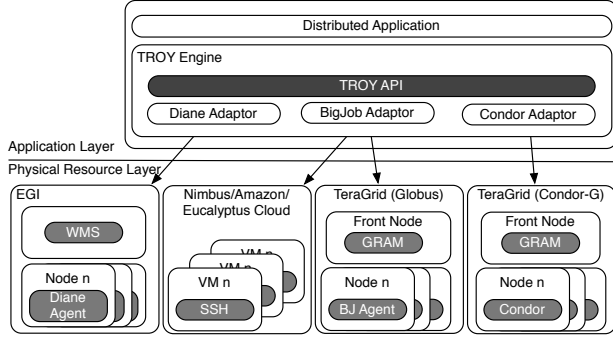 Distributed Application
TROY Engine
TROY API
Diane Adaptor
BigJob Adaptor
Condor Adaptor
Application Layer
Physical Resource Layer
EGI
WMS
Node n
Diane
Agent
Nimbus/Amazon/
Eucalyptus Cloud
VM n
VM n
VM n
SSH
TeraGrid (Globus)
Front Node
GRAM
Node n
BJ Agent
TeraGrid (Condor-G)
Front Node
GRAM
Node n
Condor